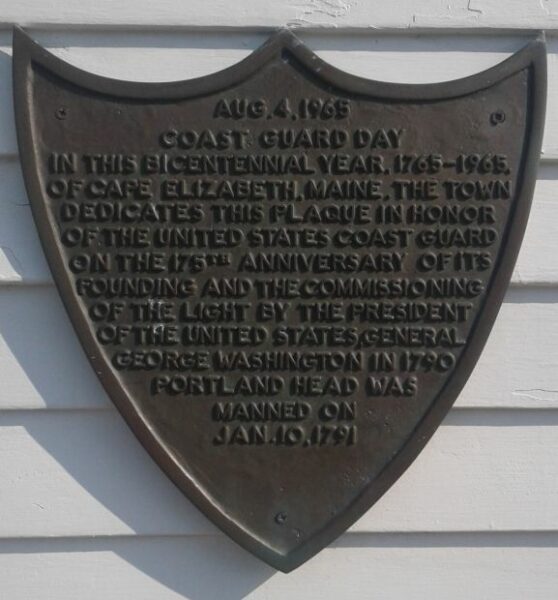 AUG. 4, 1965
COAST GUARD DAY
IN THIS BICENTENNIAL YEAR, 1765-1965,
OF CAPE ELIZABETH, MAINE, THE TOWN
DEDICATES THIS PLAQUE IN HONOR
OF THE UNITED STATES COAST GUARD
ON THE 175TH ANNIVERSARY OF ITS
FOUNDING AND THE COMMISSIONING
OF THE LIGHT BY THE PRESIDENT
OF THE UNITED STATES, GENERAL
GEORGE WASHINGTON IN 1790
PORTLAND HEAD WAS
MANNED ON
JAN. 10, 1791